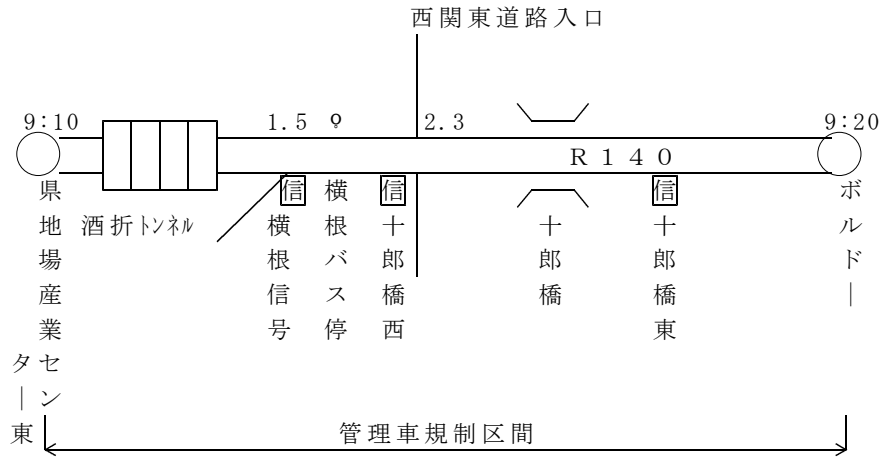 西関東道路入口
9:10
1.5
2.3
9:20
R140
信
信
信
酒折トンネル
県地場産業センター東
横根信号
横根バス停
十郎橋西
十郎橋
十郎橋東
ボルドー
管理車規制区間